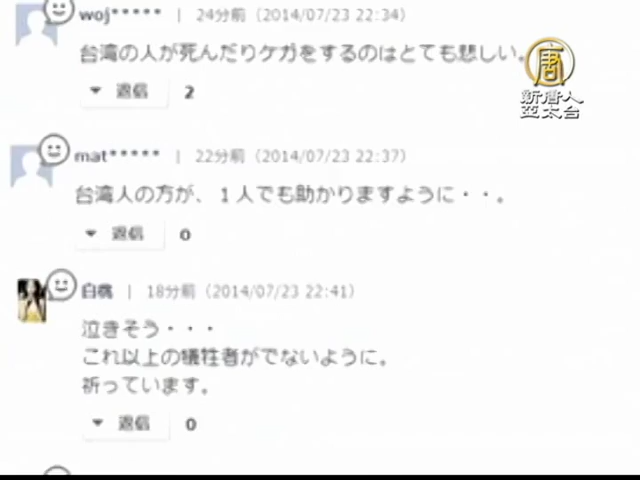 woj***** | 24分前（2014/07/23 22:34）
台湾の人が死んだりケガをするのはとても悲しい。
唐
新唐人
亞太台
返信 2
mat***** | 22分前（2014/07/23 22:37）
台湾人の方が、１人でも助かりますように・・。
返信 0
白桃 | 18分前（2014/07/23 22:41）
泣きそう・・・
これ以上の犠牲者がでないように。
祈っています。
返信 0